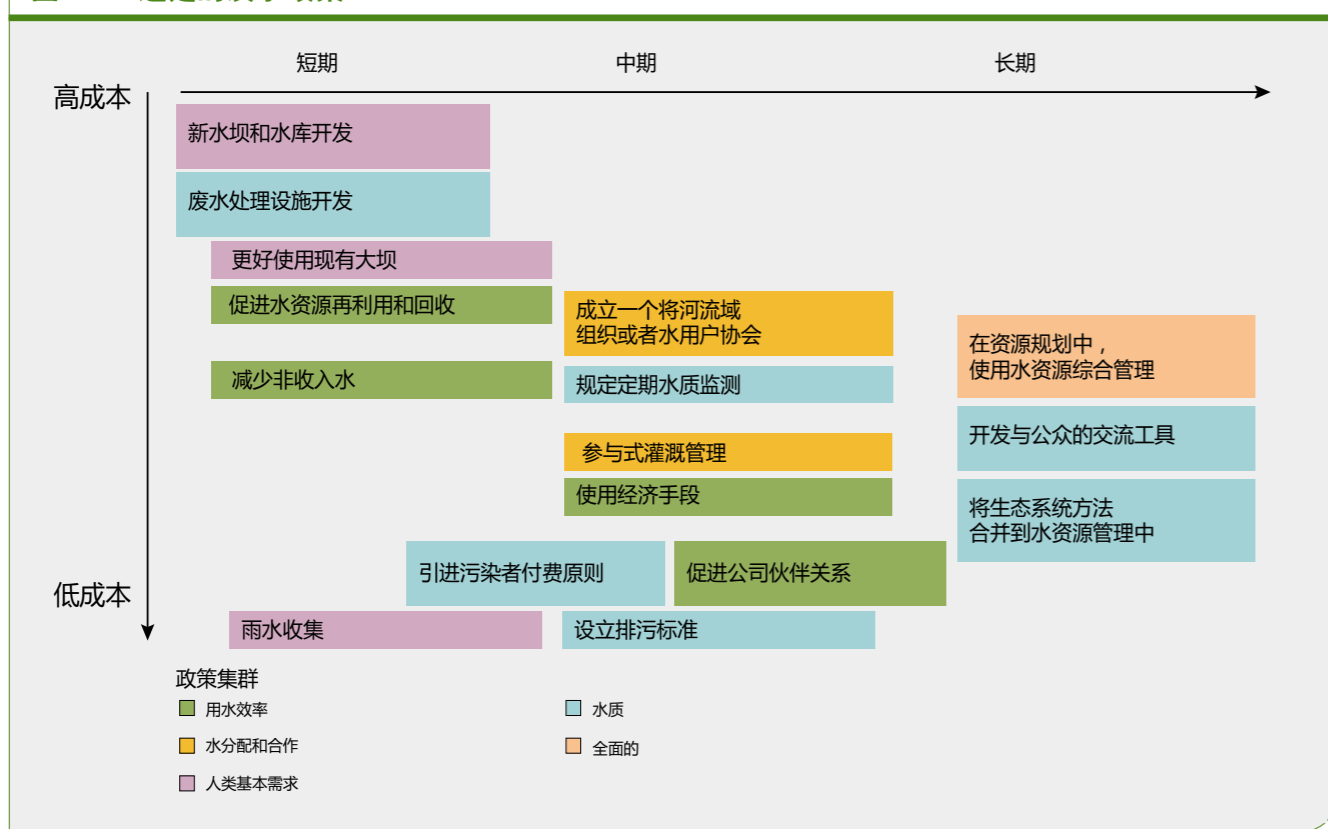 短期
中期
长期
高成本
新水坝和水库开发
废水处理设施开发
更好使用现有大坝
促进水资源再利用和回收
成立一个将河流域
组织或者水用户协会
在资源规划中，
使用水资源综合管理
减少非收入水
规定定期水质监测
开发与公众的交流工具
参与式灌溉管理
使用经济手段
将生态系统方法
合并到水资源管理中
引进污染者付费原则
促进公司伙伴关系
低成本
雨水收集
设立排污标准
政策集群
用水效率
水质
水分配和合作
全面的
人类基本需求